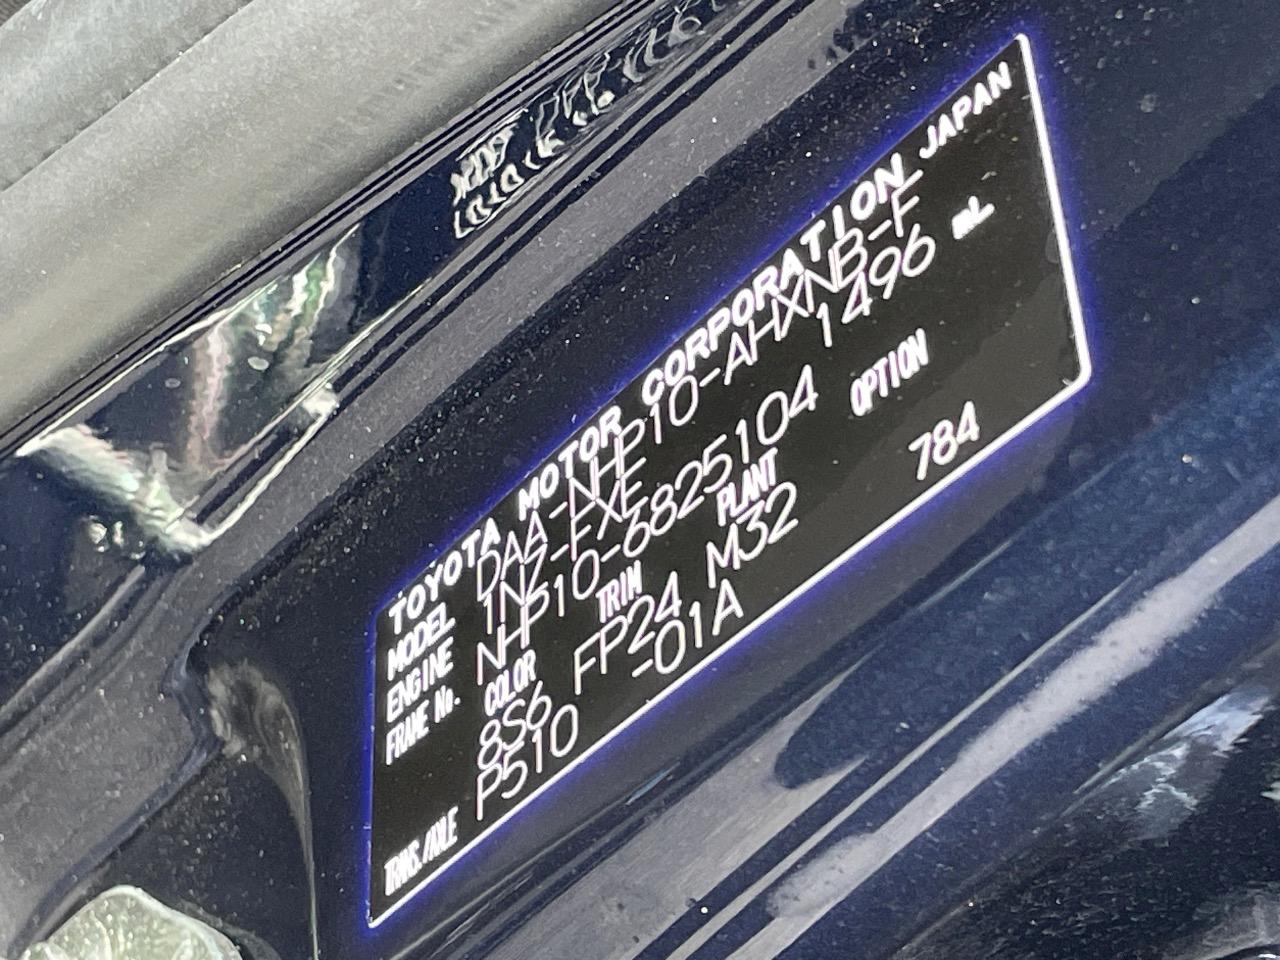 TOYOTA MOTOR CORPORATION JAPAN
MODEL DAA-NHP10-AHXNB-F
ENGINE 1NZ-FXE 1496 mL
FRAME No. NHP10-6825104
COLOR TRIM PLANT OPTION
8S6 FP24 M32 784
TRANS./AXLE P510 -01A